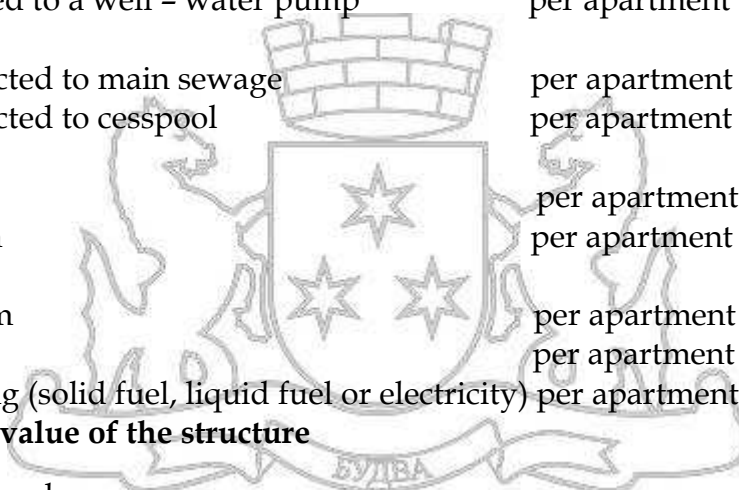 ed to a well – water pump per apartment
cted to main sewage per apartment
cted to cesspool per apartment
per apartment
per apartment
m per apartment
per apartment
g (solid fuel, liquid fuel or electricity) per apartment
value of the structure
БУДВА